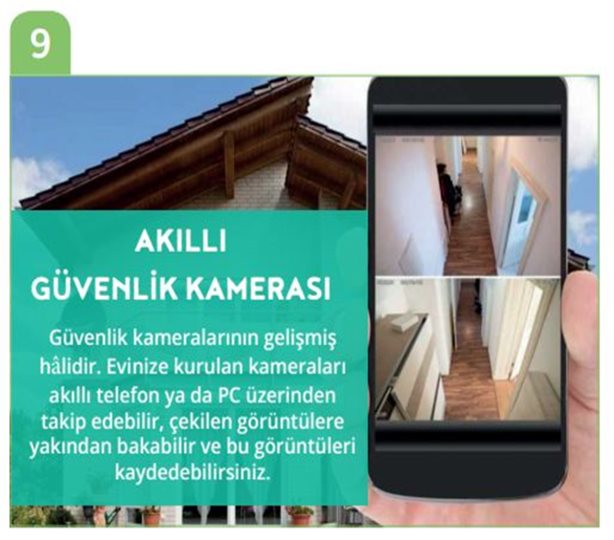 9
AKILLI
GÜVENLİK KAMERASI
Güvenlik kameralarının gelişmiş
hâlidir. Evinize kurulan kameraları
akıllı telefon ya da PC üzerinden
takip edebilir, çekilen görüntülere
yakından bakabilir ve bu görüntüleri
kaydedebilirsiniz.